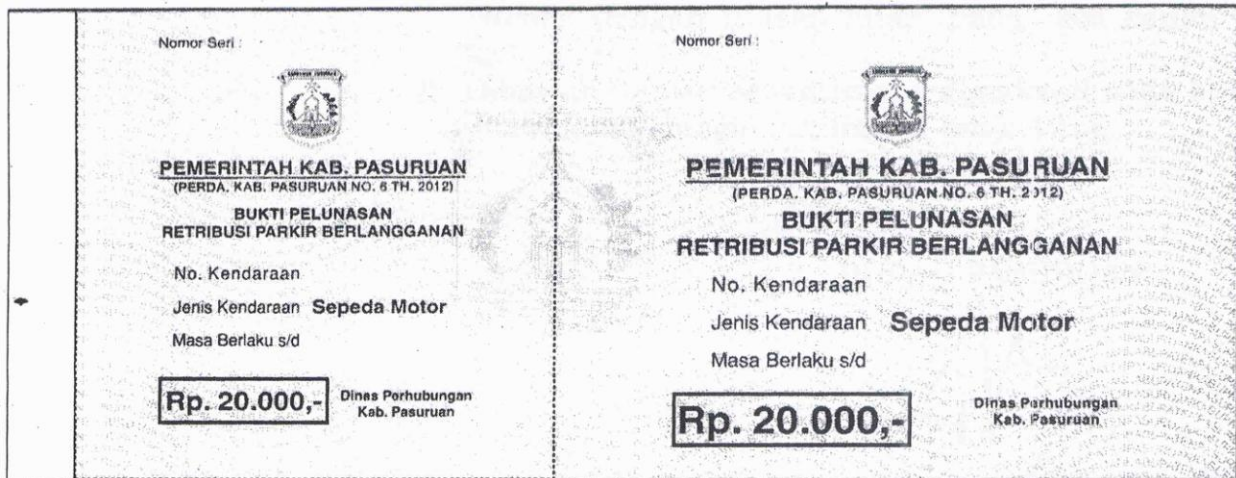 Nomor Seri :
PEMERINTAH KAB. PASURUAN
(PERDA. KAB. PASURUAN NO. 6 TH. 2012)
BUKTI PELUNASAN
RETRIBUSI PARKIR BERLANGGANAN
No. Kendaraan
Jenis Kendaraan Sepeda Motor
Masa Berlaku s/d
Rp. 20.000,-
Dinas Perhubungan
Kab. Pasuruan
Nomor Seri :
PEMERINTAH KAB. PASURUAN
(PERDA. KAB. PASURUAN NO. 6 TH. 2012)
BUKTI PELUNASAN
RETRIBUSI PARKIR BERLANGGANAN
No. Kendaraan
Jenis Kendaraan Sepeda Motor
Masa Berlaku s/d
Rp. 20.000,-
Dinas Perhubungan
Kab. Pasuruan